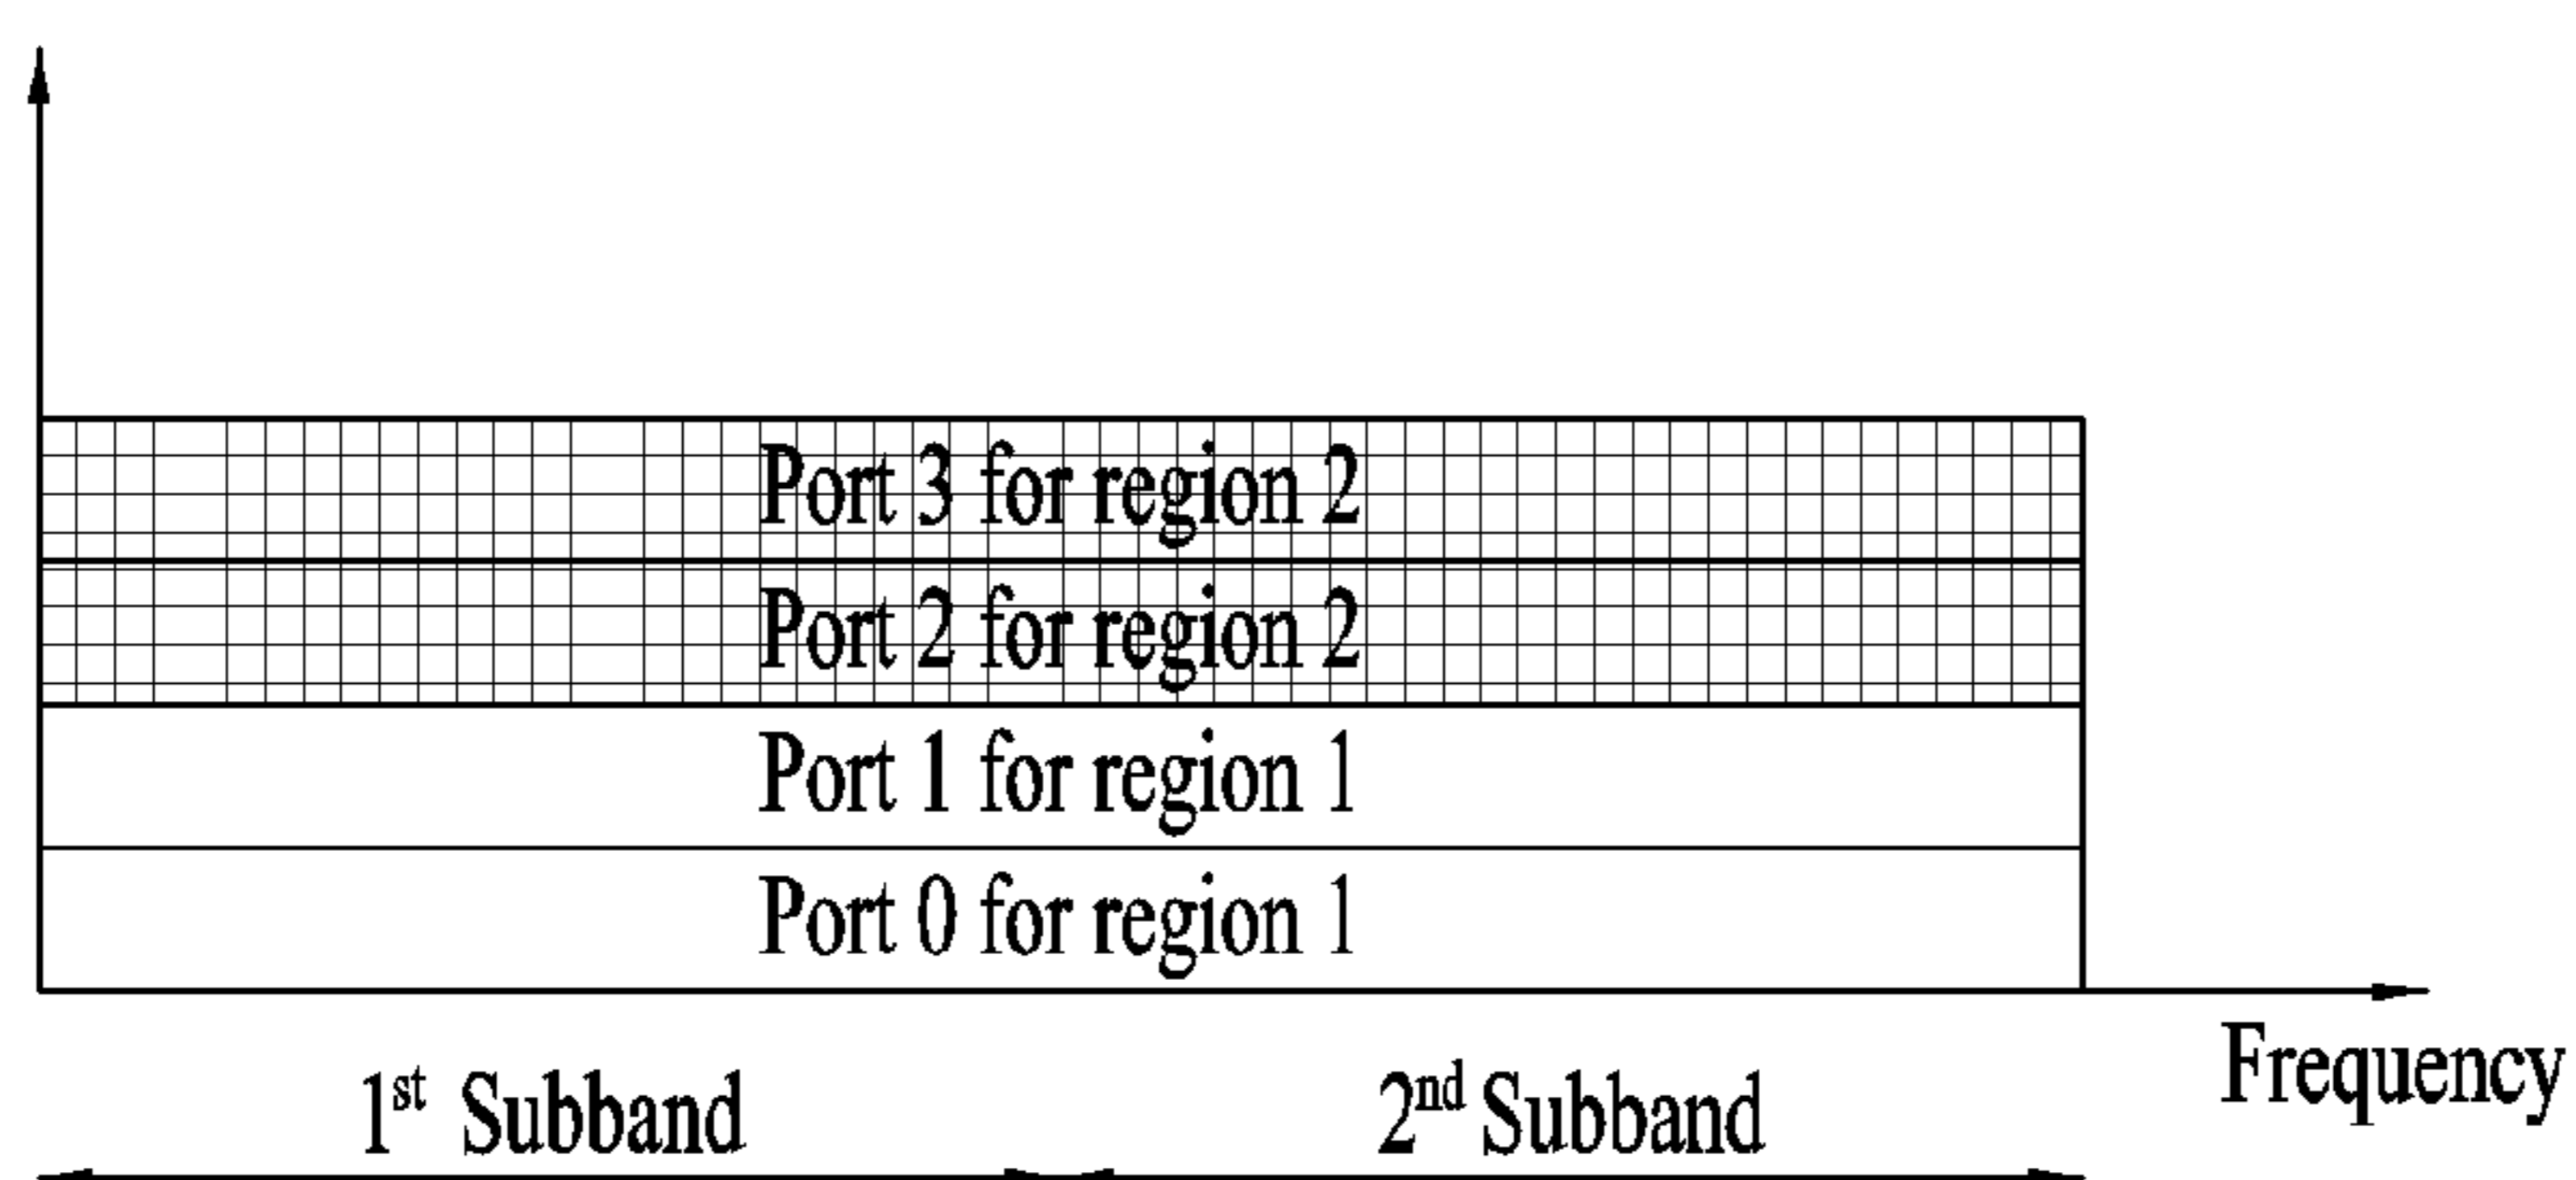 Port 3 for region 2
Port 2 for region 2
Port 1 for region 1
Port 0 for region 1
Frequency
1st Subband
2nd Subband